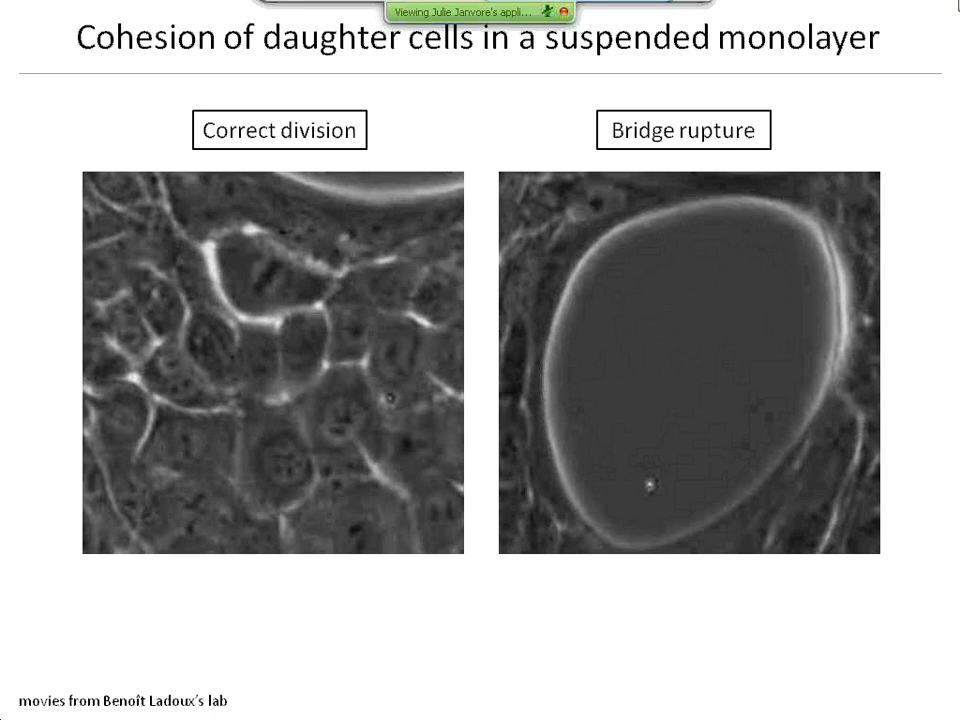 Viewing Julie Janvore's appli...
Cohesion of daughter cells in a suspended monolayer
Correct division
Bridge rupture
movies from Benoît Ladoux's lab